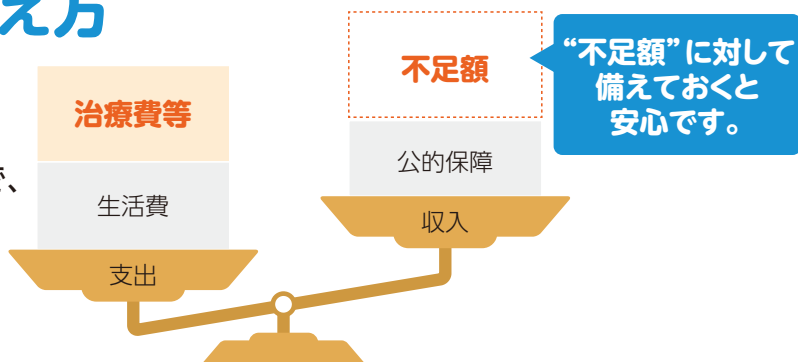 え方
で、
治療費等
生活費
支出
不足額
公的保障
収入
“不足額”に対して
備えておくと
安心です。